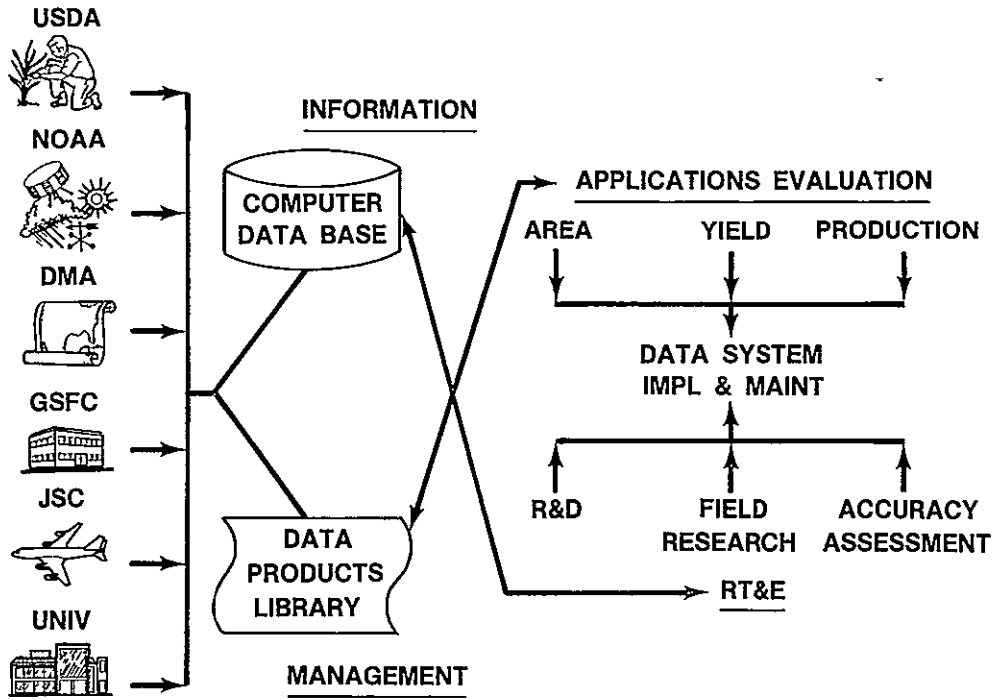 USDA
NOAA
DMA
GSFC
JSC
UNIV
INFORMATION
COMPUTER
DATA BASE
DATA
PRODUCTS
LIBRARY
MANAGEMENT
APPLICATIONS EVALUATION
AREA YIELD PRODUCTION
DATA SYSTEM
IMPL & MAINT
R&D FIELD ACCURACY
RESEARCH ASSESSMENT
RT&E